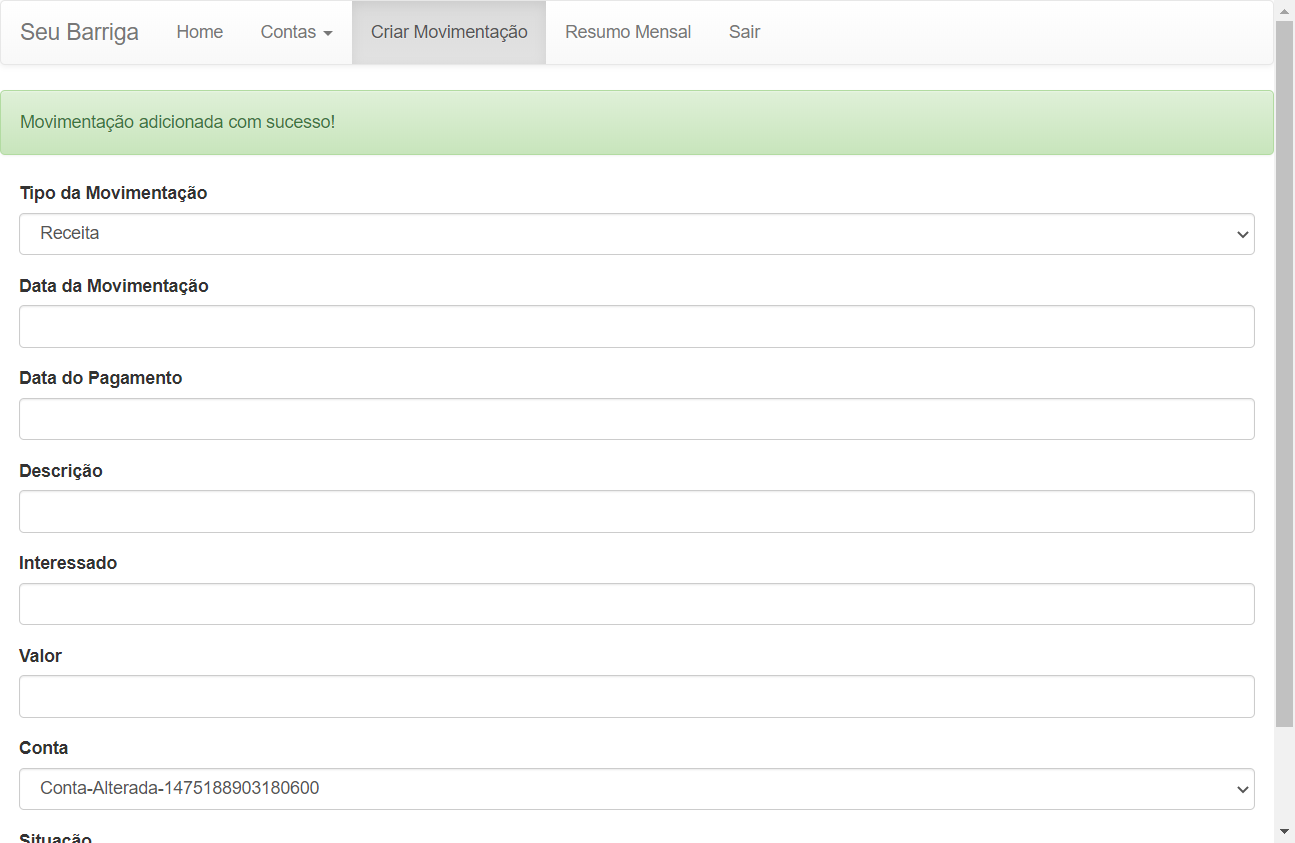 Seu Barriga Home Contas Criar Movimentação Resumo Mensal Sair
Movimentação adicionada com sucesso!
Tipo da Movimentação
Receita
Data da Movimentação
Data do Pagamento
Descrição
Interessado
Valor
Conta
Conta-Alterada-1475188903180600
Situação